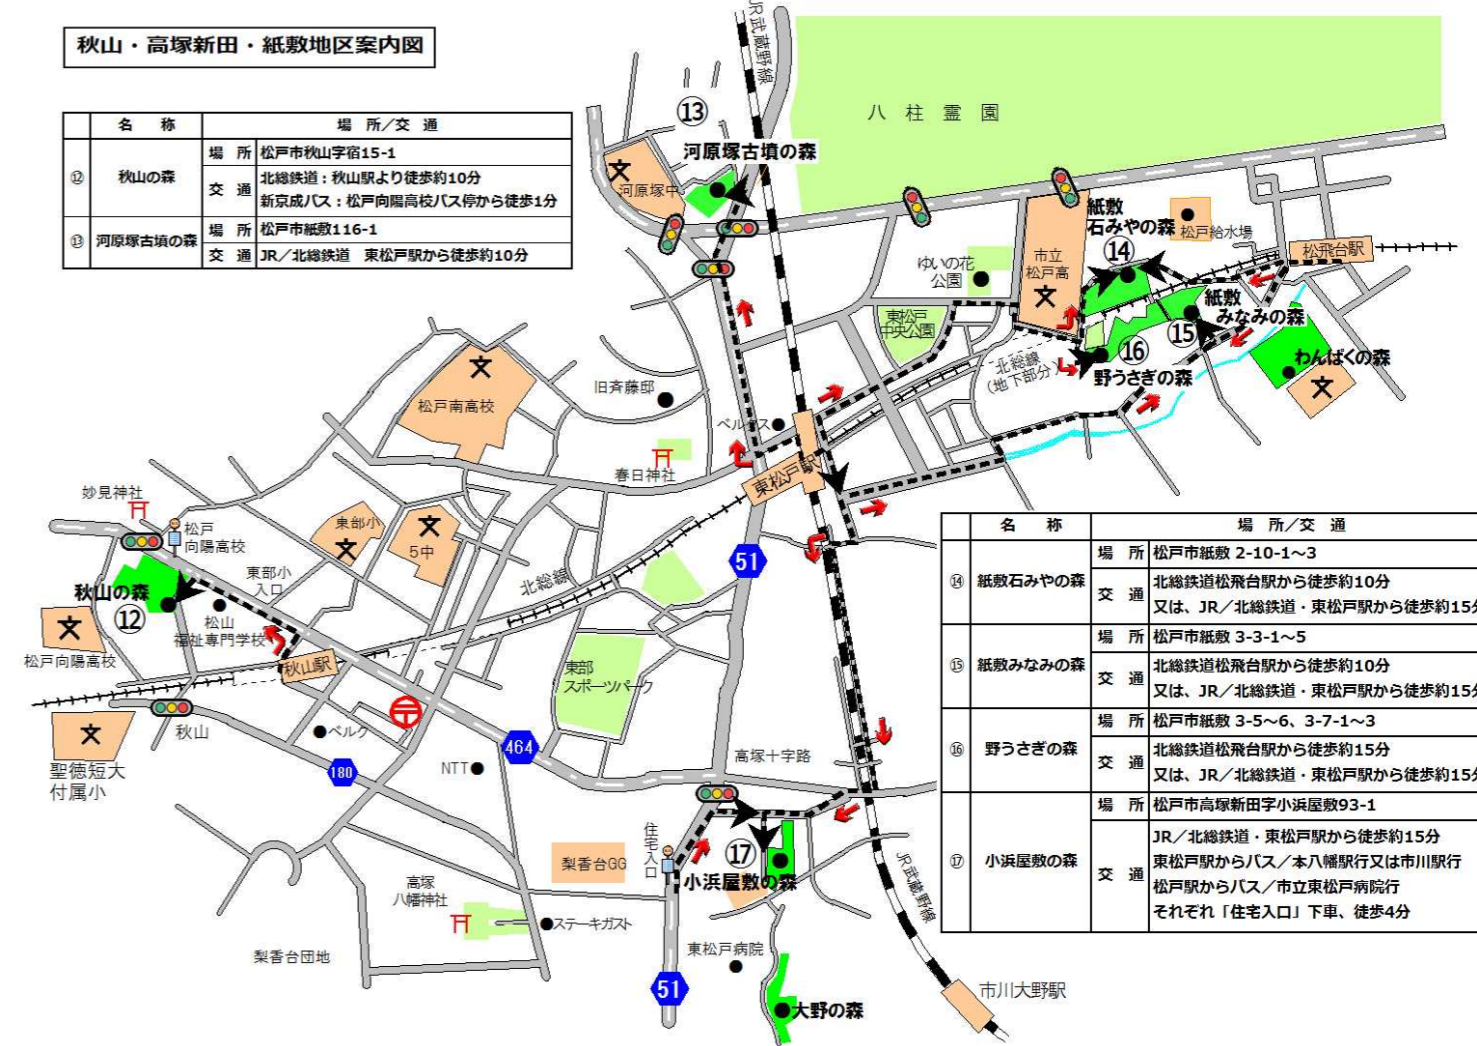 秋山・高塚新田・紙敷地区案内図
名 称 場 所／交 通
⑫ 秋山の森
場 所 松戸市秋山字宿15-1
交 通 北総鉄道：秋山駅より徒歩約10分
新京成バス：松戸向陽高校バス停から徒歩1分
⑬ 河原塚古墳の森
場 所 松戸市紙敷116-1
交 通 JR／北総鉄道 東松戸駅から徒歩約10分
JR武蔵野線
八 柱 霊 園
⑬
河原塚古墳の森
河原塚中
紙敷
石みやの森
⑭
松戸給水場
松飛台駅
市立
松戸高
ゆいの花
公園
東松戸
中央公園
紙敷
みなみの森
⑮
⑯
野うさぎの森
わんぱくの森
北総線
（地下部分）
旧斉藤邸
ベルクス
松戸南高校
春日神社
東松戸駅
妙見神社
松戸
向陽高校
東部小
5中
東部小
入口
北総線
51
秋山の森
⑫
松山
福祉専門学校
松戸向陽高校
秋山駅
東部
スポーツパーク
秋山
ベルク
聖徳短大
付属小
180
464
NTT
高塚十字路
住宅入口
梨香台GG
⑰
小浜屋敷の森
高塚
八幡神社
ステーキガスト
梨香台団地
東松戸病院
51
大野の森
JR武蔵野線
市川大野駅
名 称 場 所／交 通
⑭ 紙敷石みやの森
場 所 松戸市紙敷 2-10-1～3
交 通 北総鉄道松飛台駅から徒歩約10分
又は、JR／北総鉄道・東松戸駅から徒歩約15分
⑮ 紙敷みなみの森
場 所 松戸市紙敷 3-3-1～5
交 通 北総鉄道松飛台駅から徒歩約10分
又は、JR／北総鉄道・東松戸駅から徒歩約15分
⑯ 野うさぎの森
場 所 松戸市紙敷 3-5～6、3-7-1～3
交 通 北総鉄道松飛台駅から徒歩約15分
又は、JR／北総鉄道・東松戸駅から徒歩約15分
⑰ 小浜屋敷の森
場 所 松戸市高塚新田字小浜屋敷93-1
交 通 JR／北総鉄道・東松戸駅から徒歩約15分
東松戸駅からバス／本八幡駅行又は市川駅行
松戸駅からバス／市立東松戸病院行
それぞれ「住宅入口」下車、徒歩4分